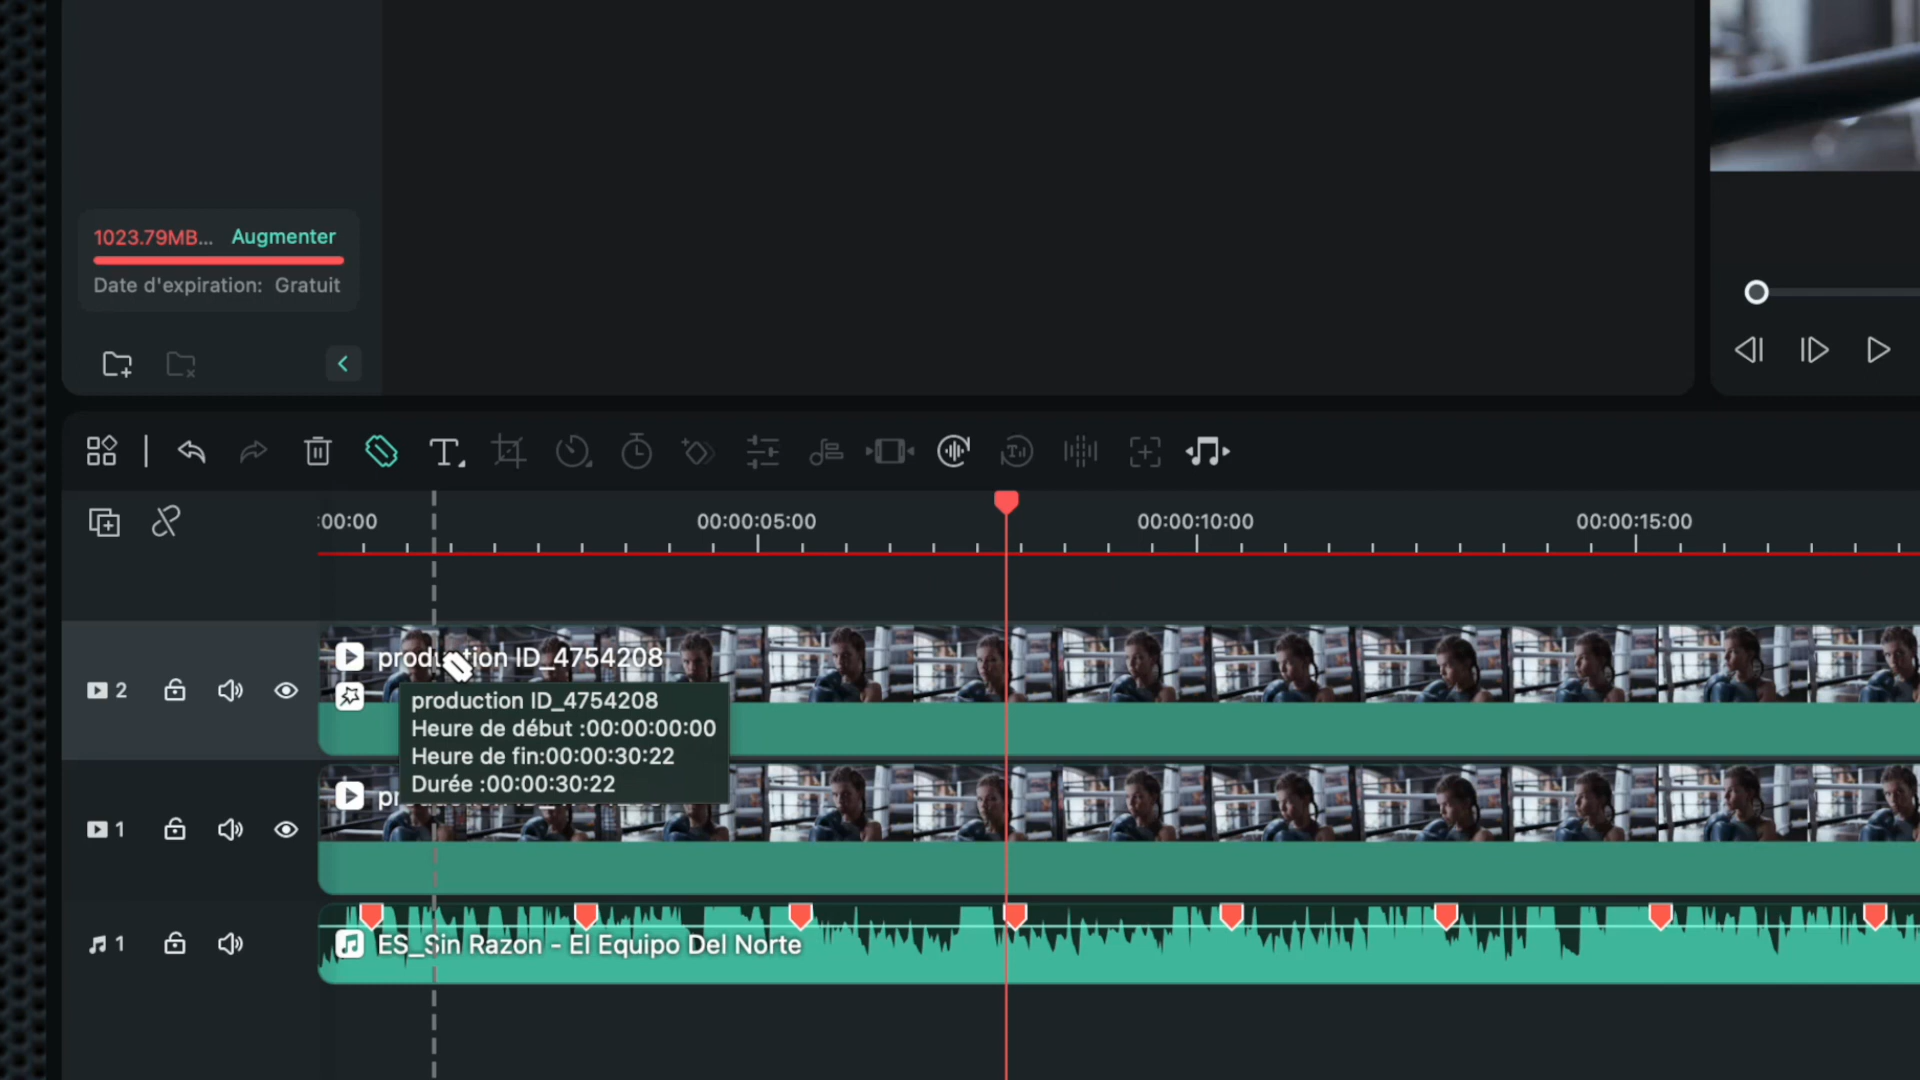 1023.79MB... Augmenter
Date d'expiration: Gratuit
:00:00 00:00:05:00 00:00:10:00 00:00:15:00
production ID_4754208
production ID_4754208
Heure de début :00:00:00:00
Heure de fin:00:00:30:22
Durée :00:00:30:22
2
1
1
ES_Sin Razon - El Equipo Del Norte